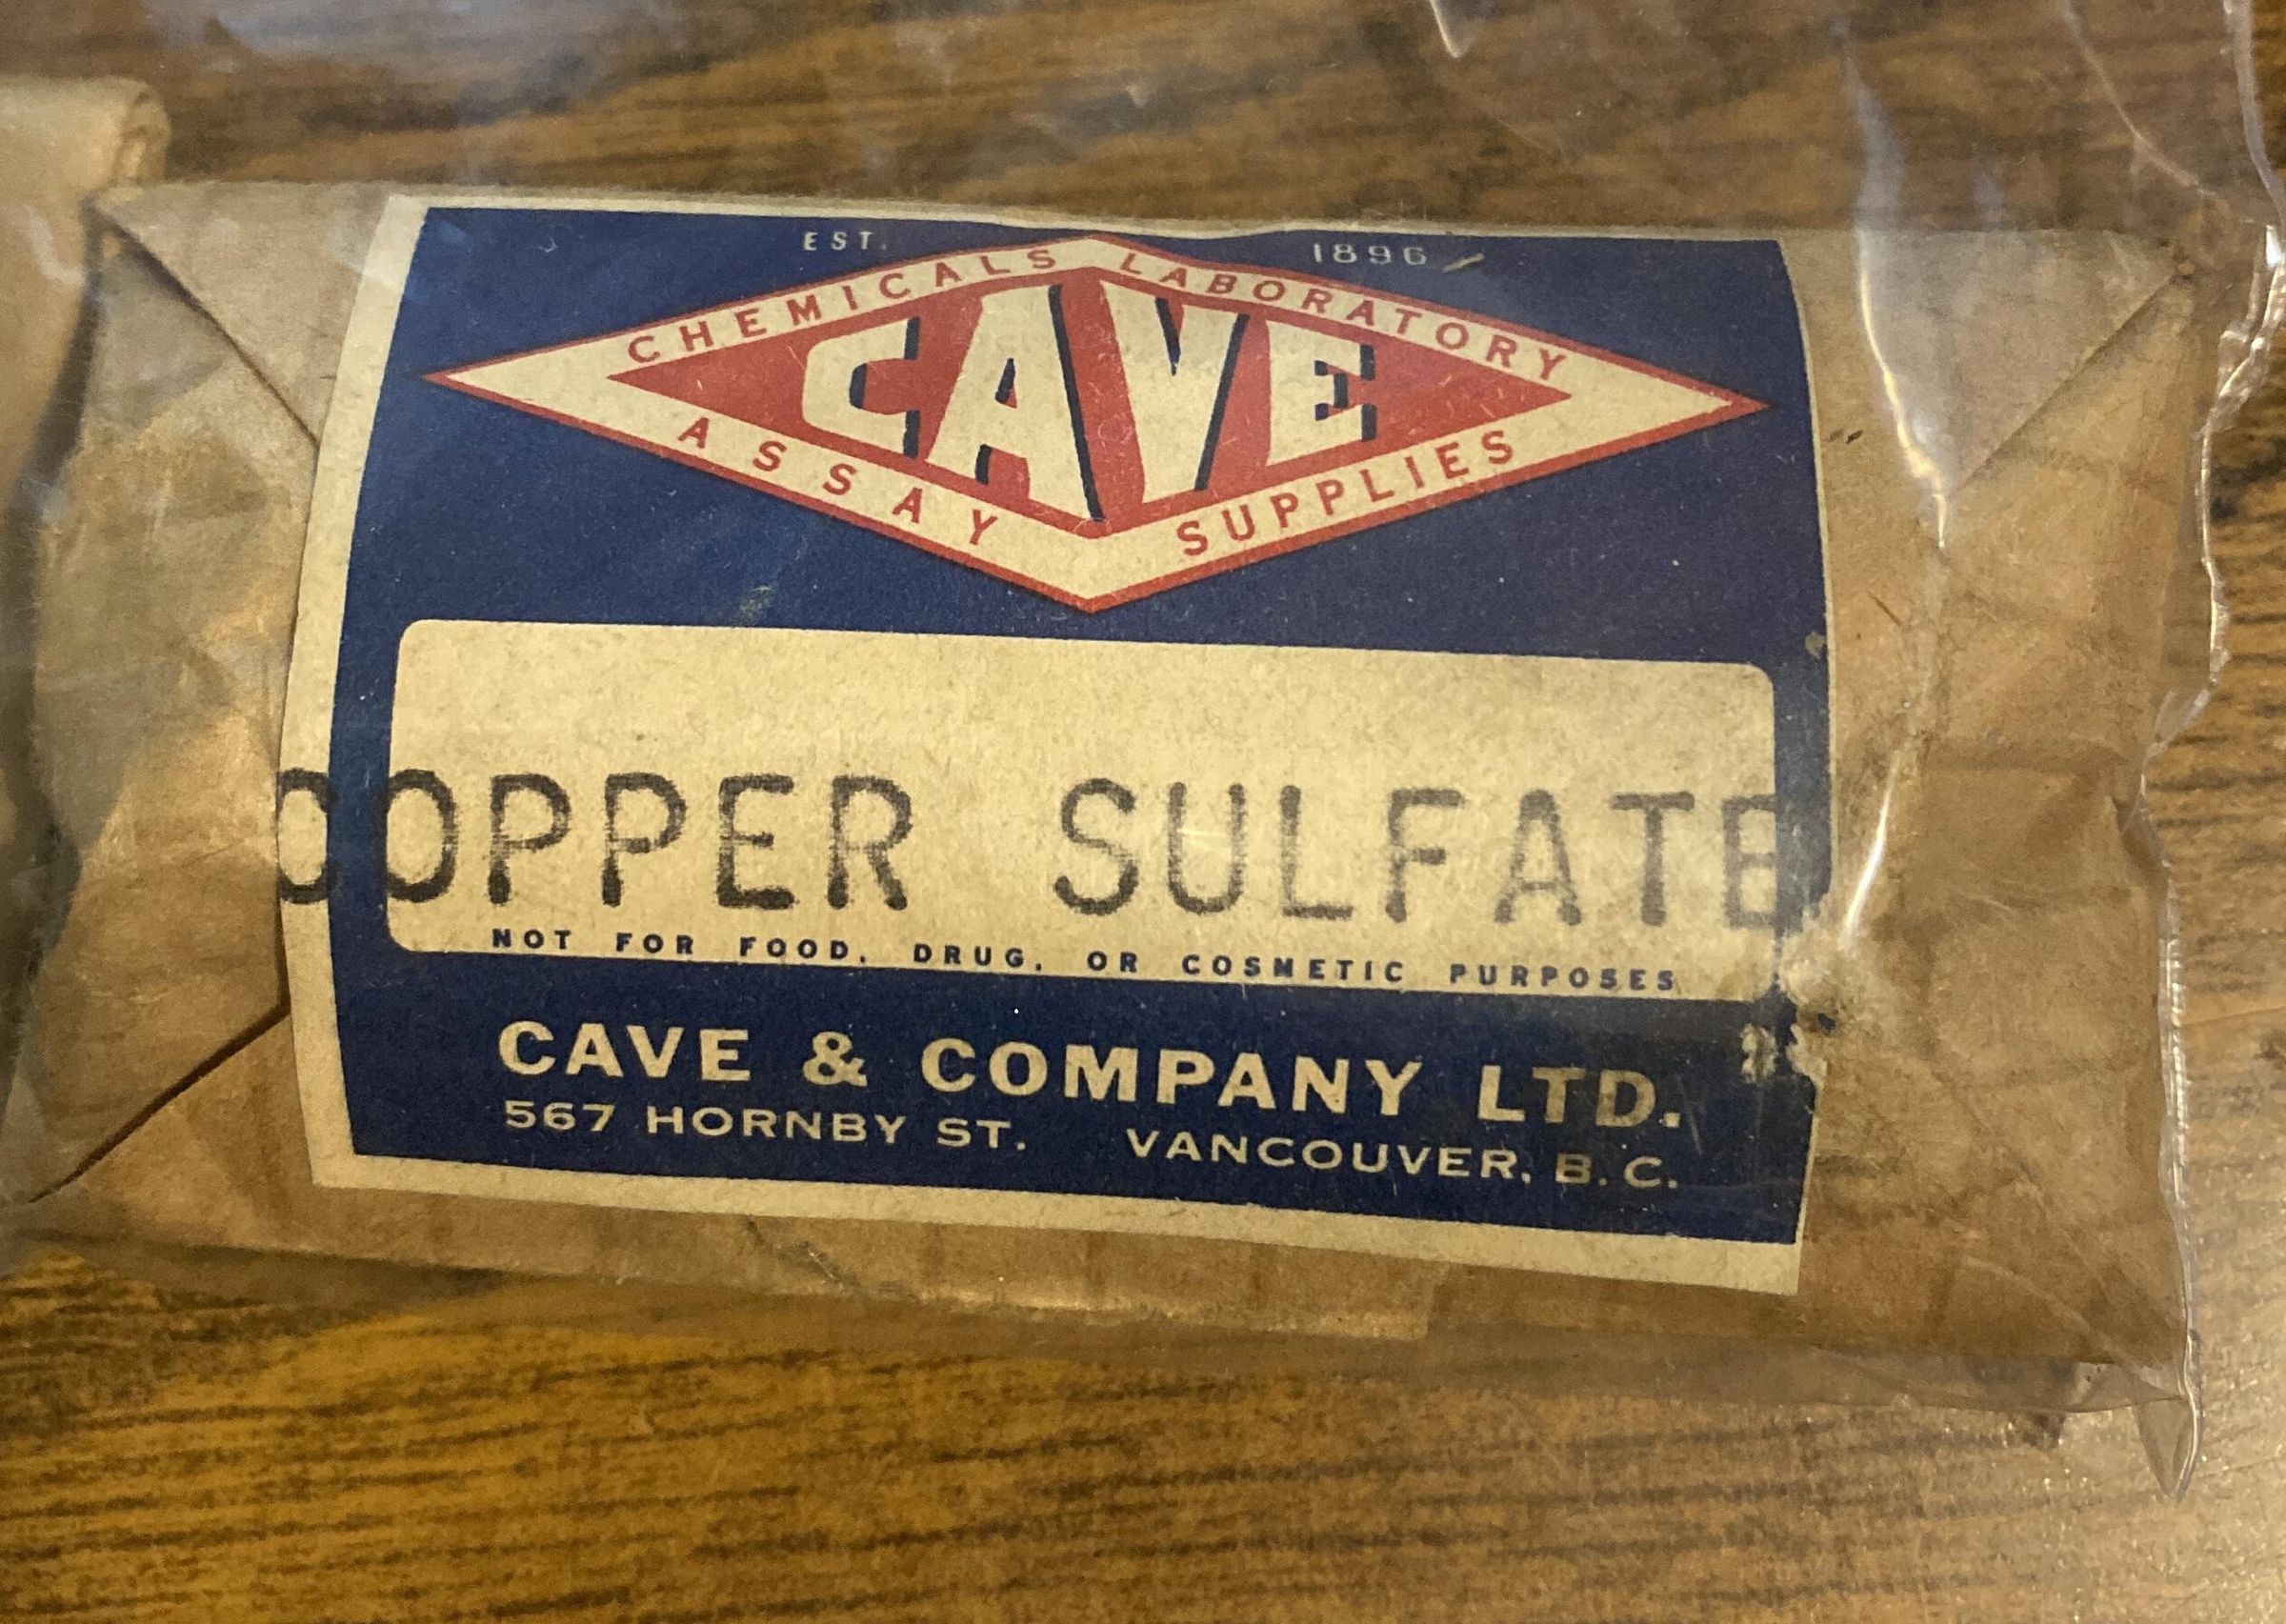 EST. 1896
CHEMICALS LABORATORY
CAVE
ASSAY SUPPLIES
COPPER SULFATE
NOT FOR FOOD, DRUG, OR COSMETIC PURPOSES
CAVE & COMPANY LTD.
567 HORNBY ST. VANCOUVER, B.C.